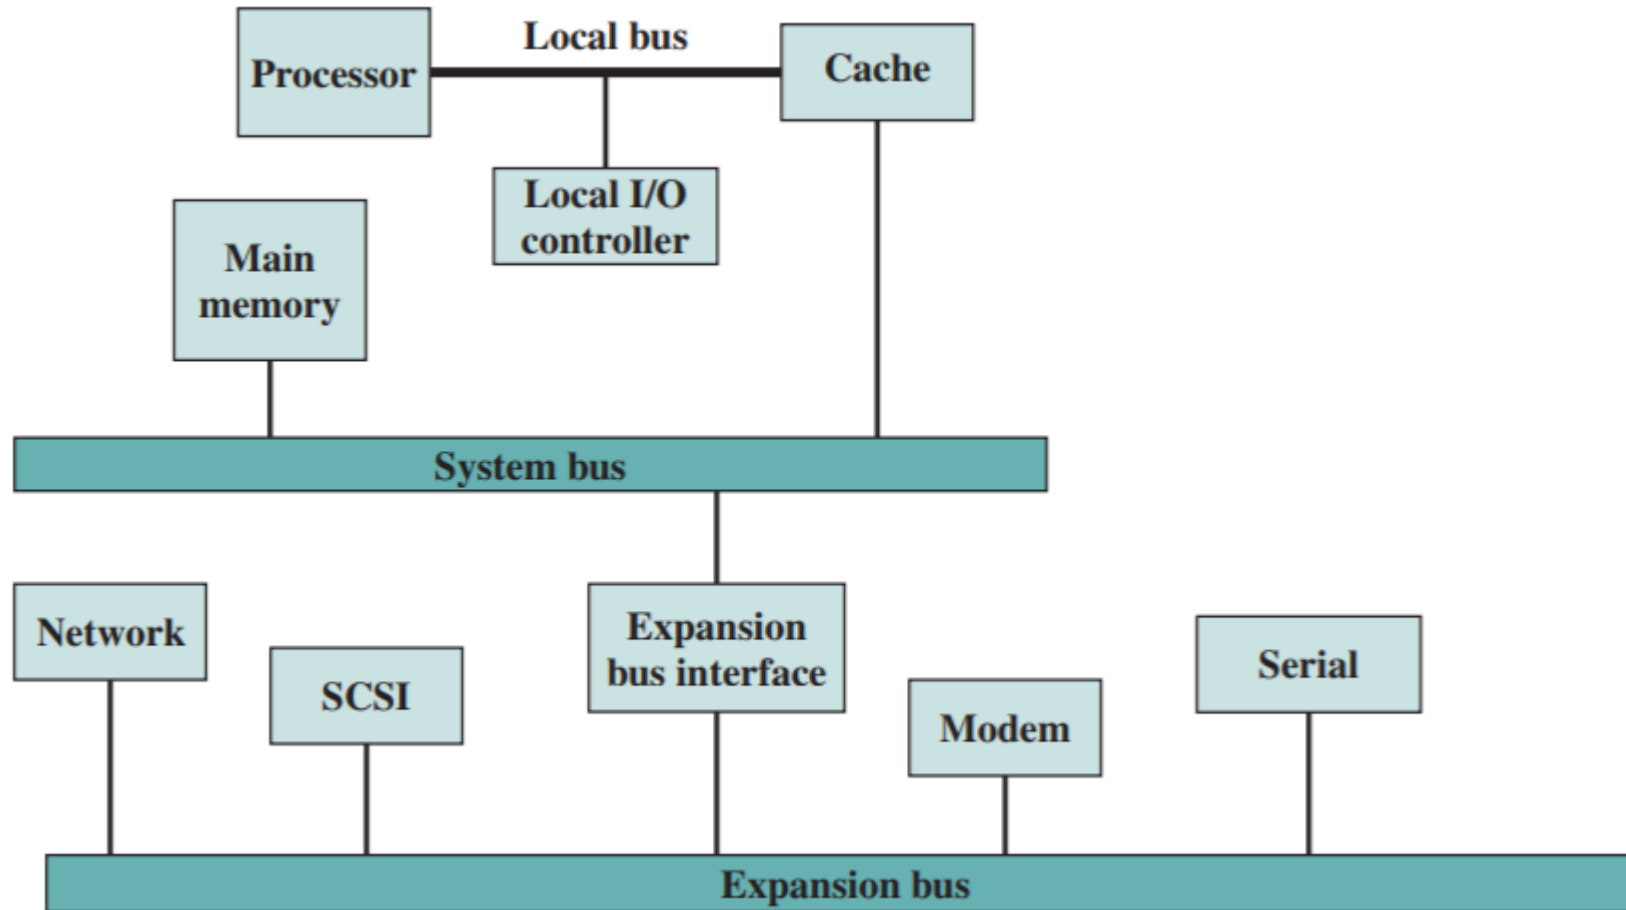 Local bus
Processor
Cache
Local I/O
controller
Main
memory
System bus
Network
SCSI
Expansion
bus interface
Modem
Serial
Expansion bus